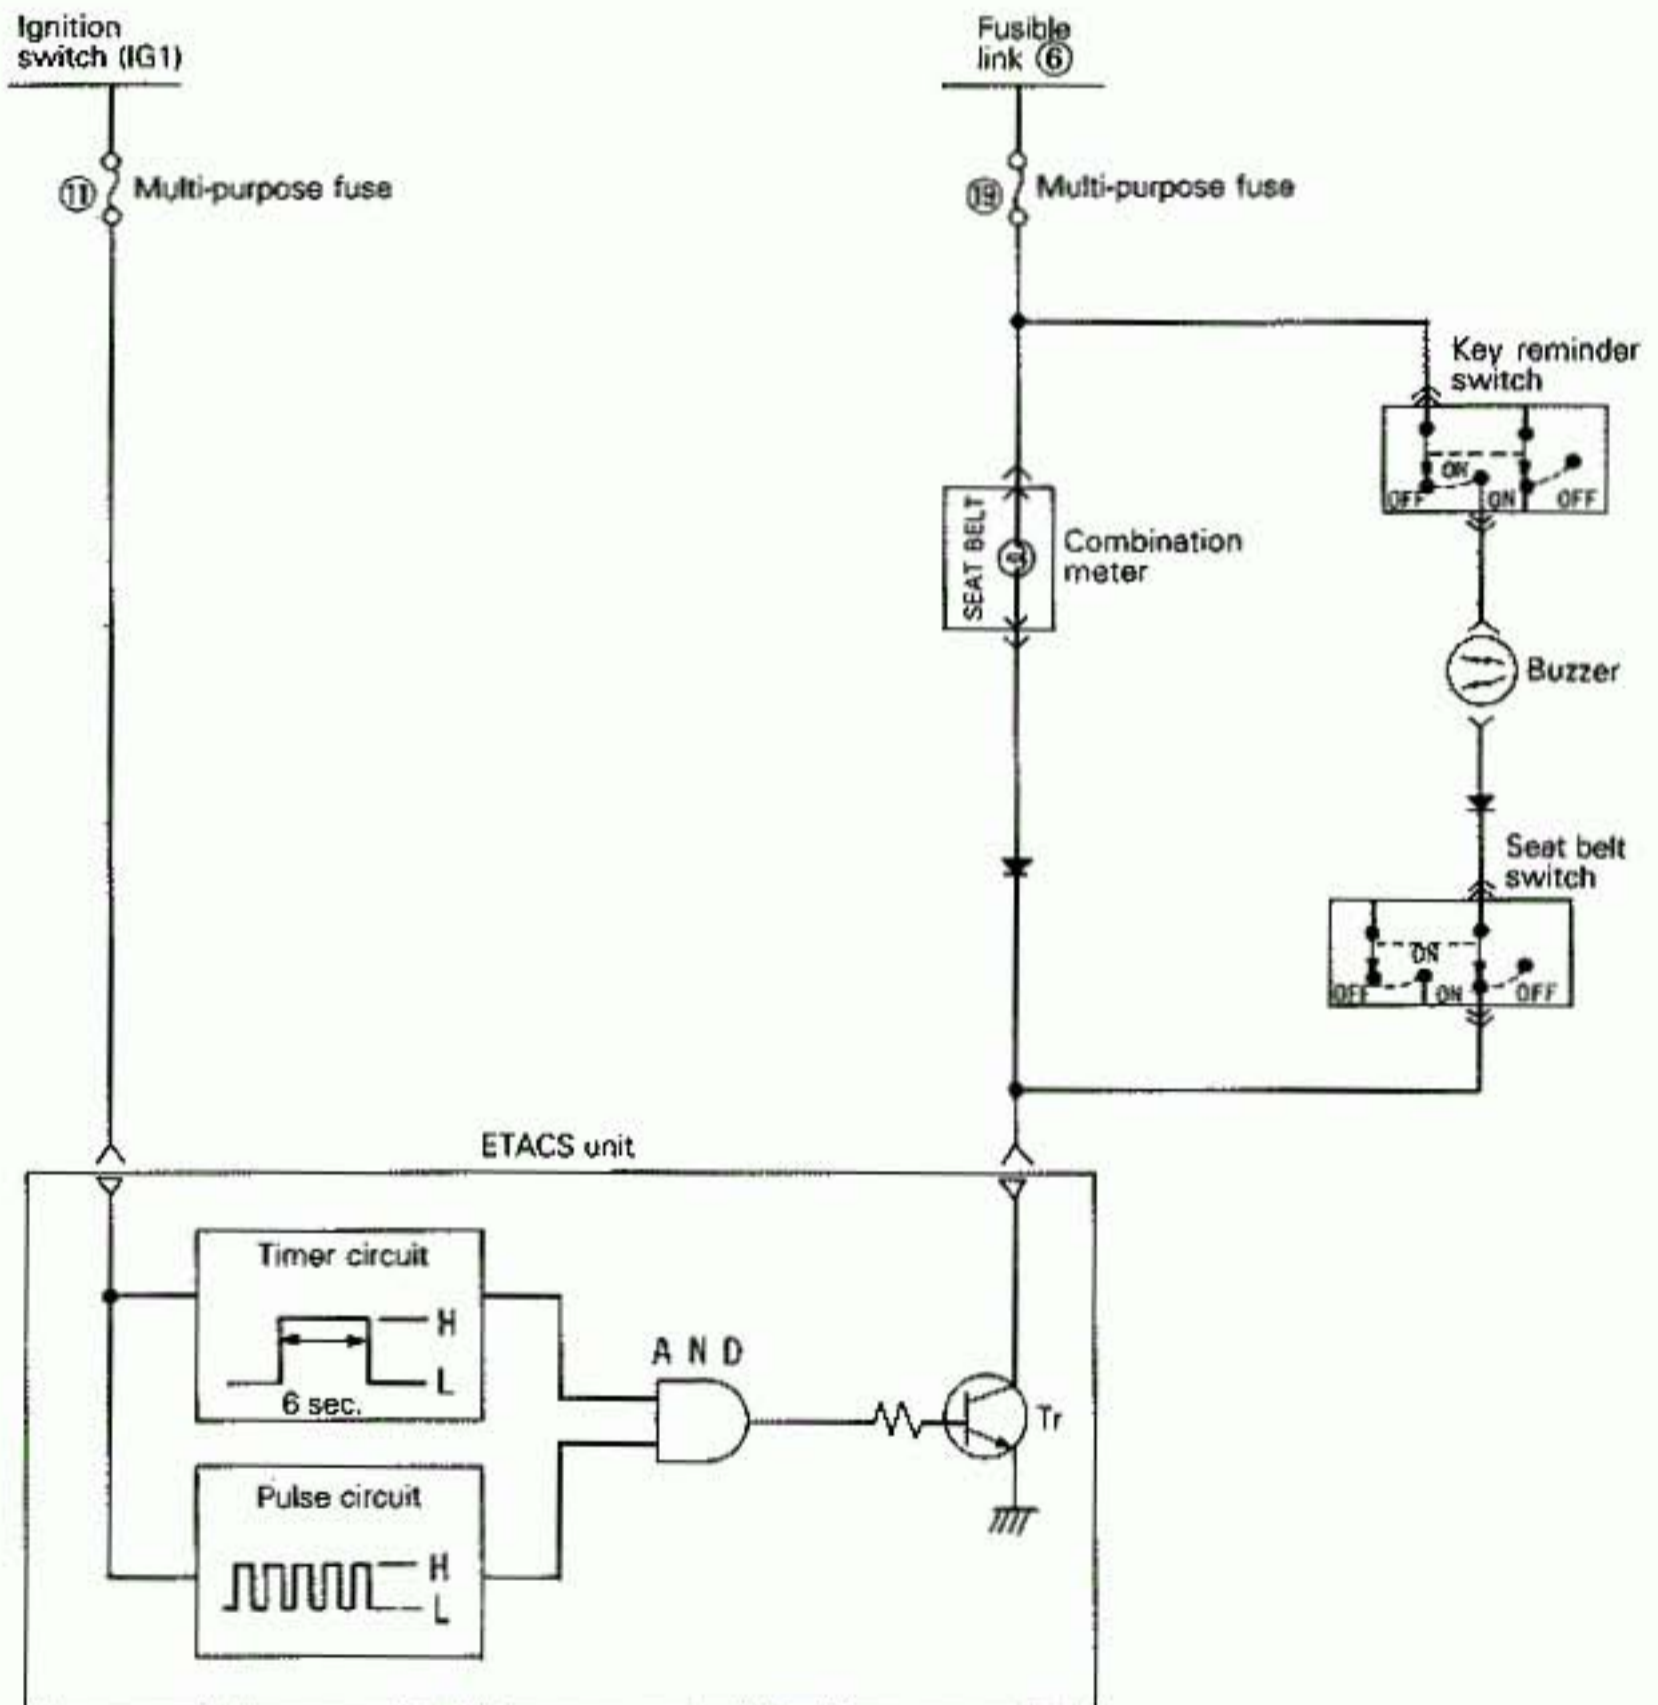 Ignition
switch (IG1)
Fusible
link ⑥
⑪ Multi-purpose fuse
⑲ Multi-purpose fuse
Key reminder
switch
ON
OFF
ON
OFF
SEAT BELT
Combination
meter
Buzzer
Seat belt
switch
ON
OFF
ON
OFF
ETACS unit
Timer circuit
H
L
6 sec.
AND
Tr
Pulse circuit
H
L